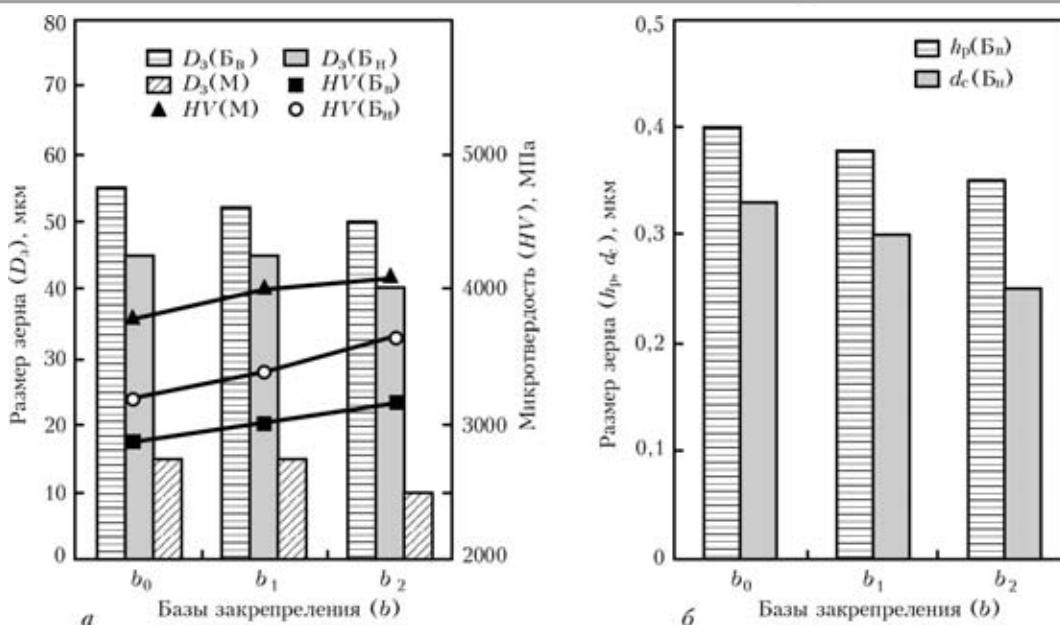 80
70
60
50
40
30
20
10
0
Размер зерна (Dз), мкм
Dз(Бв) Dз(Бн)
Dз(М) HV(Бв)
HV(М) HV(Бн)
5000
4000
3000
2000
Микротвердость (HV), МПа
b0 b1 b2
Базы закрепреления (b)
а
0,5
0,4
0,3
0,2
0,1
0
Размер зерна (hр, dс), мкм
hр(Бв)
dс(Бн)
b0 b1 b2
Базы закрепреления (b)
б